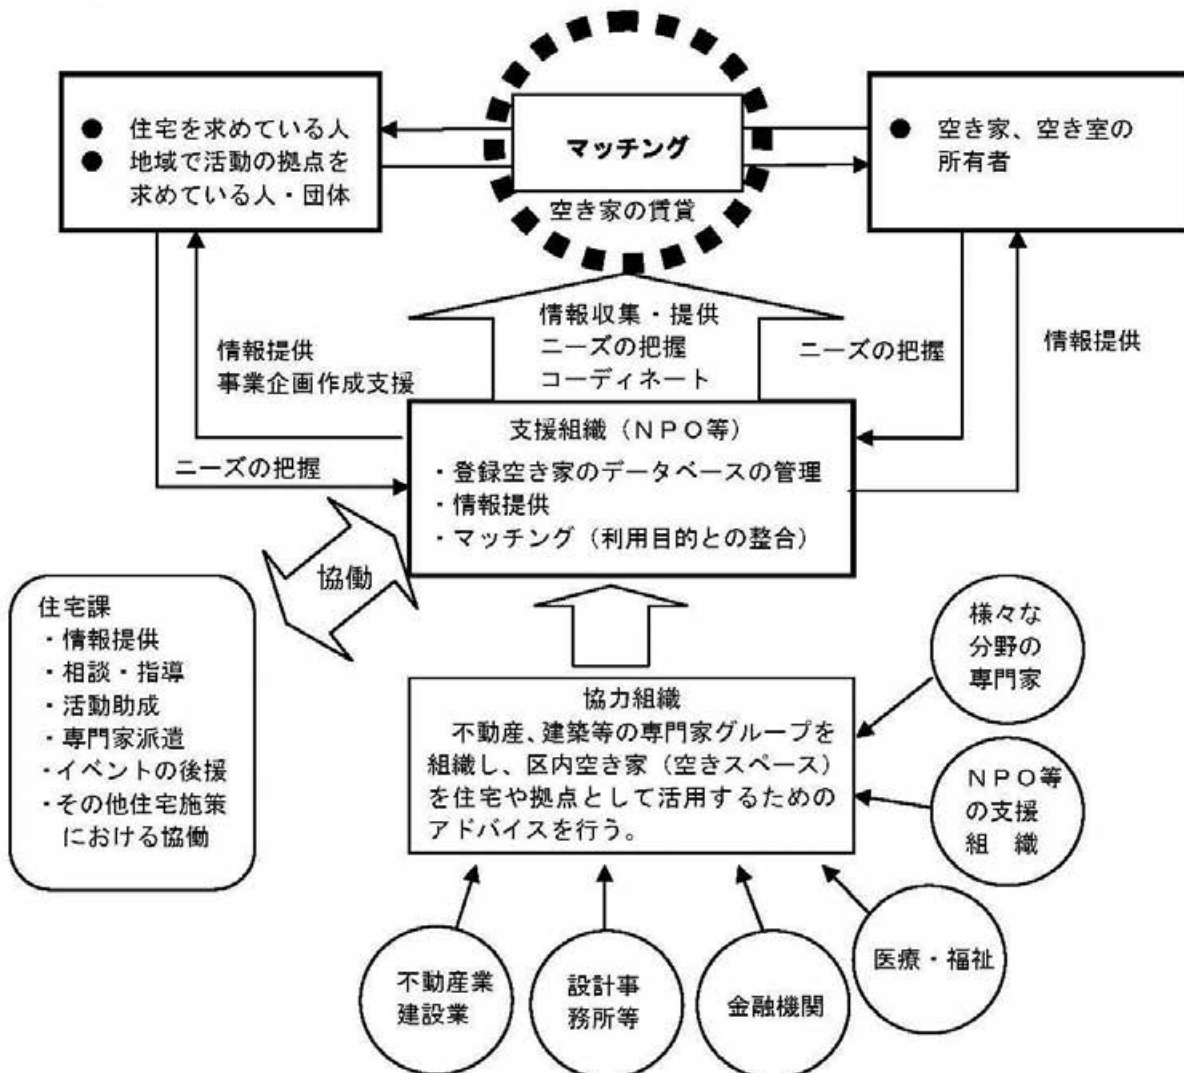 ● 住宅を求めている人
● 地域で活動の拠点を
求めている人・団体
マッチング
空き家の賃貸
● 空き家、空き室の
所有者
情報収集・提供
ニーズの把握
コーディネート
情報提供
事業企画作成支援
ニーズの把握
ニーズの把握
情報提供
支援組織（ＮＰＯ等）
・登録空き家のデータベースの管理
・情報提供
・マッチング（利用目的との整合）
協働
住宅課
・情報提供
・相談・指導
・活動助成
・専門家派遣
・イベントの後援
・その他住宅施策
における協働
協力組織
不動産、建築等の専門家グループを
組織し、区内空き家（空きスペース）
を住宅や拠点として活用するための
アドバイスを行う。
様々な
分野の
専門家
ＮＰＯ等
の支援
組　織
医療・福祉
金融機関
設計事
務所等
不動産業
建設業